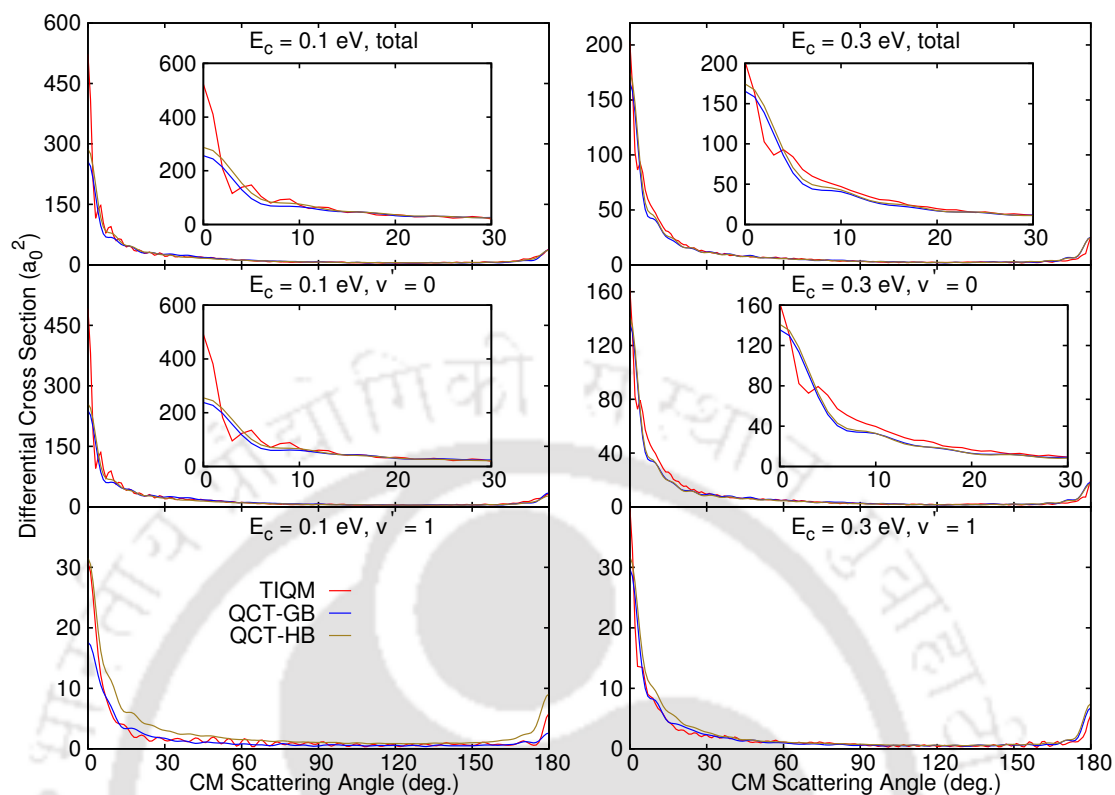 E_c = 0.1 eV, total
600
450
300
150
0
600
400
200
0
0 10 20 30
E_c = 0.3 eV, total
200
150
100
50
0
200
150
100
50
0
0 10 20 30
Differential Cross Section (a_0^2)
E_c = 0.1 eV, v' = 0
450
300
150
0
600
400
200
0
0 10 20 30
E_c = 0.3 eV, v' = 0
160
120
80
40
0
160
120
80
40
0
0 10 20 30
E_c = 0.1 eV, v' = 1
30
20
10
0
TIQM
QCT-GB
QCT-HB
0 30 60 90 120 150 180
CM Scattering Angle (deg.)
E_c = 0.3 eV, v' = 1
30
20
10
0
0 30 60 90 120 150 180
CM Scattering Angle (deg.)